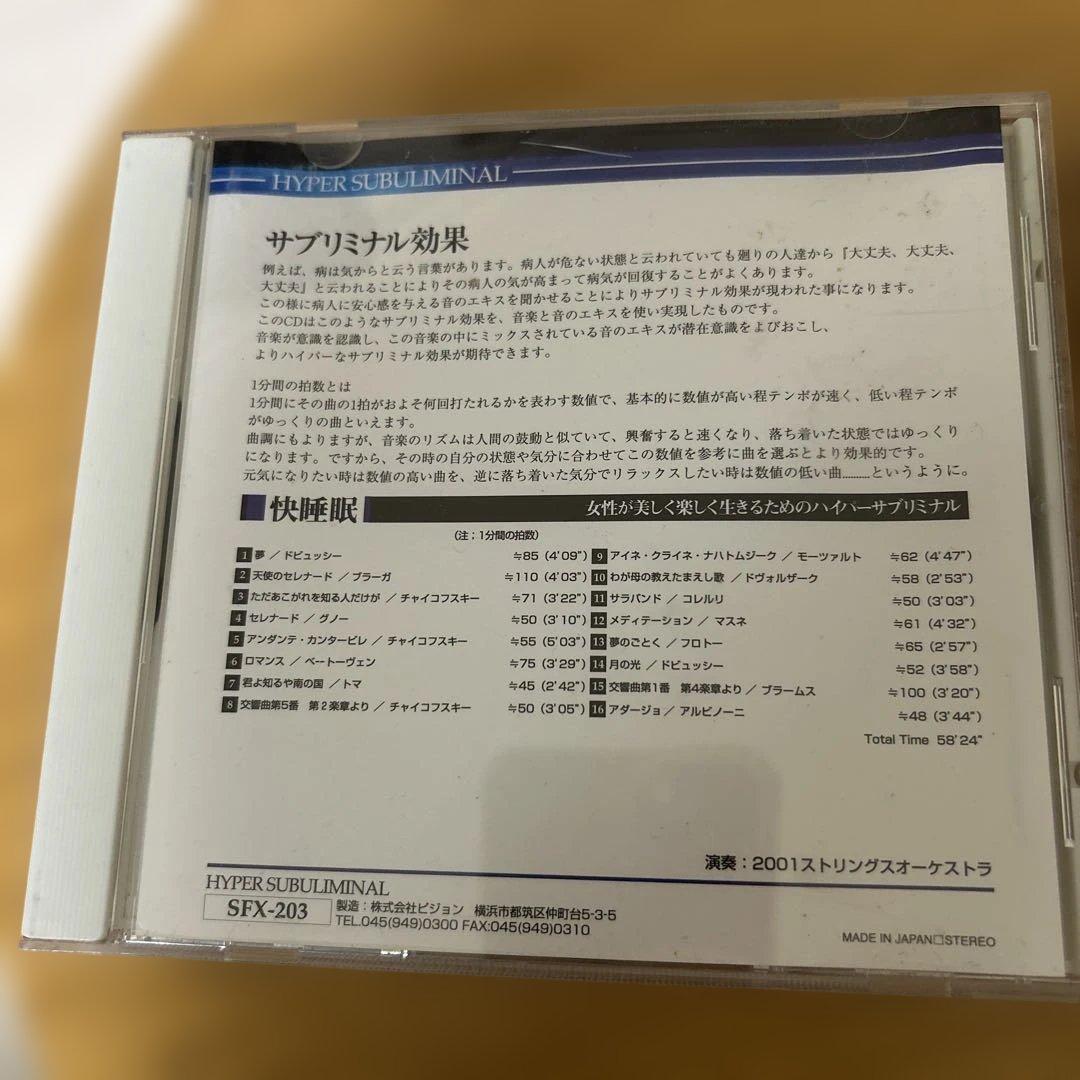 HYPER SUBULIMINAL
サブリミナル効果
例えば、病は気からと云う言葉があります。病人が危ない状態と云われていても廻りの人達から『大丈夫、大丈夫、
大丈夫』と云われることによりその病人の気が高まって病気が回復することがよくあります。
この様に病人に安心感を与える音のエキスを聞かせることによりサブリミナル効果が現われた事になります。
このCDはこのようなサブリミナル効果を、音楽と音のエキスを使い実現したものです。
音楽が意識を認識し、この音楽の中にミックスされている音のエキスが潜在意識をよびおこし、
よりハイパーなサブリミナル効果が期待できます。
1分間の拍数とは
1分間にその曲の1拍がおよそ何回打たれるかを表わす数値で、基本的に数値が高い程テンポが速く、低い程テンポ
がゆっくりの曲といえます。
曲調にもよりますが、音楽のリズムは人間の鼓動と似ていて、興奮すると速くなり、落ち着いた状態ではゆっくり
になります。ですから、その時の自分の状態や気分に合わせてこの数値を参考に曲を選ぶとより効果的です。
元気になりたい時は数値の高い曲を、逆に落ち着いた気分でリラックスしたい時は数値の低い曲.........というように。
快睡眠 女性が美しく楽しく生きるためのハイパーサブリミナル
(注;1分間の拍数)
1 夢 / ドビュッシー ≒85 (4'09")
2 天使のセレナード / ブラーガ ≒110 (4'03")
3 ただあこがれを知る人だけが / チャイコフスキー ≒71 (3'22")
4 セレナード / グノー ≒50 (3'10")
5 アンダンテ・カンタービレ / チャイコフスキー ≒55 (5'03")
6 ロマンス / ベートーヴェン ≒75 (3'29")
7 君よ知るや南の国 / トマ ≒45 (2'42")
8 交響曲第5番 第2楽章より / チャイコフスキー ≒50 (3'05")
9 アイネ・クライネ・ナハトムジーク / モーツァルト ≒62 (4'47")
10 わが母の教えたまえし歌 / ドヴォルザーク ≒58 (2'53")
11 サラバンド / コレルリ ≒50 (3'03")
12 メディテーション / マスネ ≒61 (4'32")
13 夢のごとく / フロトー ≒65 (2'57")
14 月の光 / ドビュッシー ≒52 (3'58")
15 交響曲第1番 第4楽章より / ブラームス ≒100 (3'20")
16 アダージョ / アルビノーニ ≒48 (3'44")
Total Time 58'24"
演奏:2001ストリングスオーケストラ
HYPER SUBULIMINAL
SFX-203
製造:株式会社ビジョン 横浜市都筑区仲町台5-3-5
TEL.045(949)0300 FAX:045(949)0310
MADE IN JAPAN□STEREO